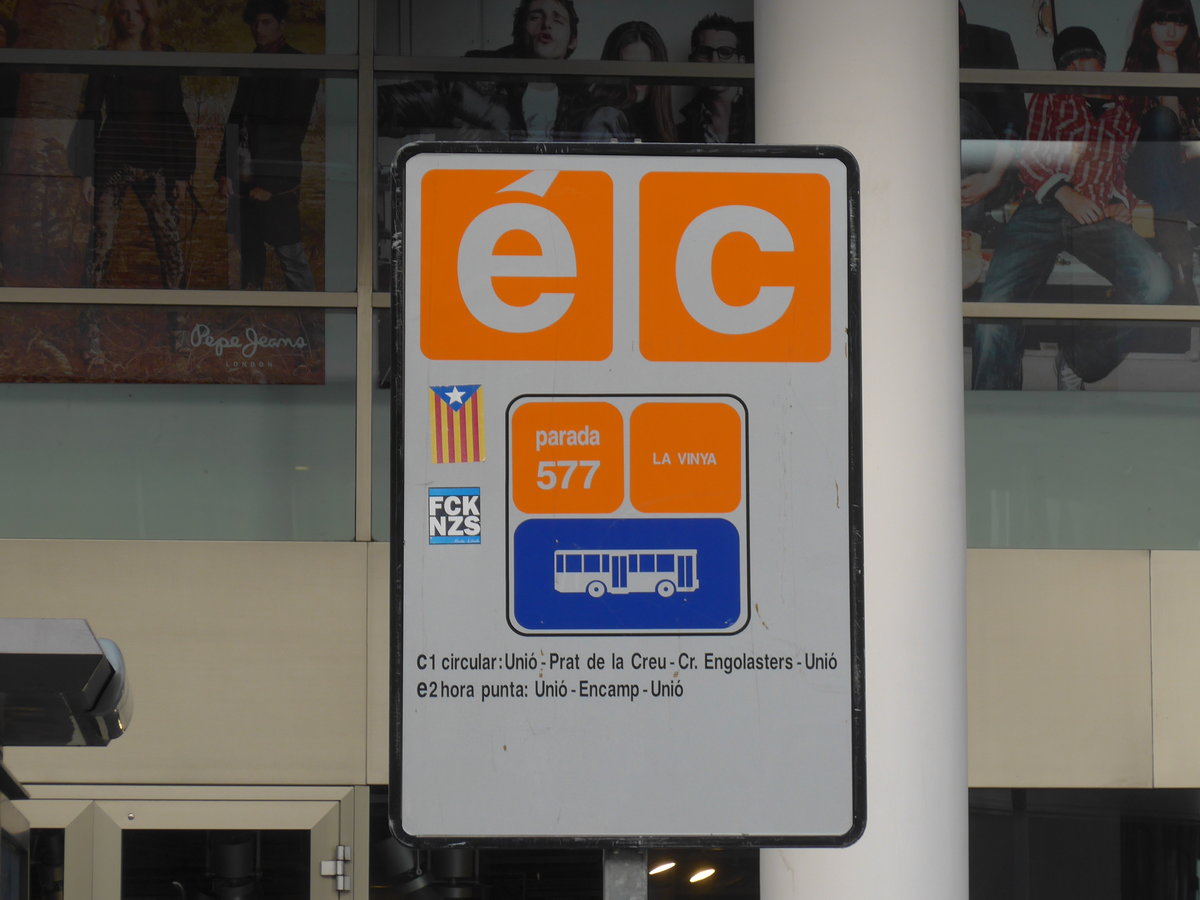 é c
Pepe Jeans
LONDON
parada
577
LA VINYA
FCK
NZS
c1 circular: Unió - Prat de la Creu - Cr. Engolasters - Unió
e2 hora punta: Unió - Encamp - Unió